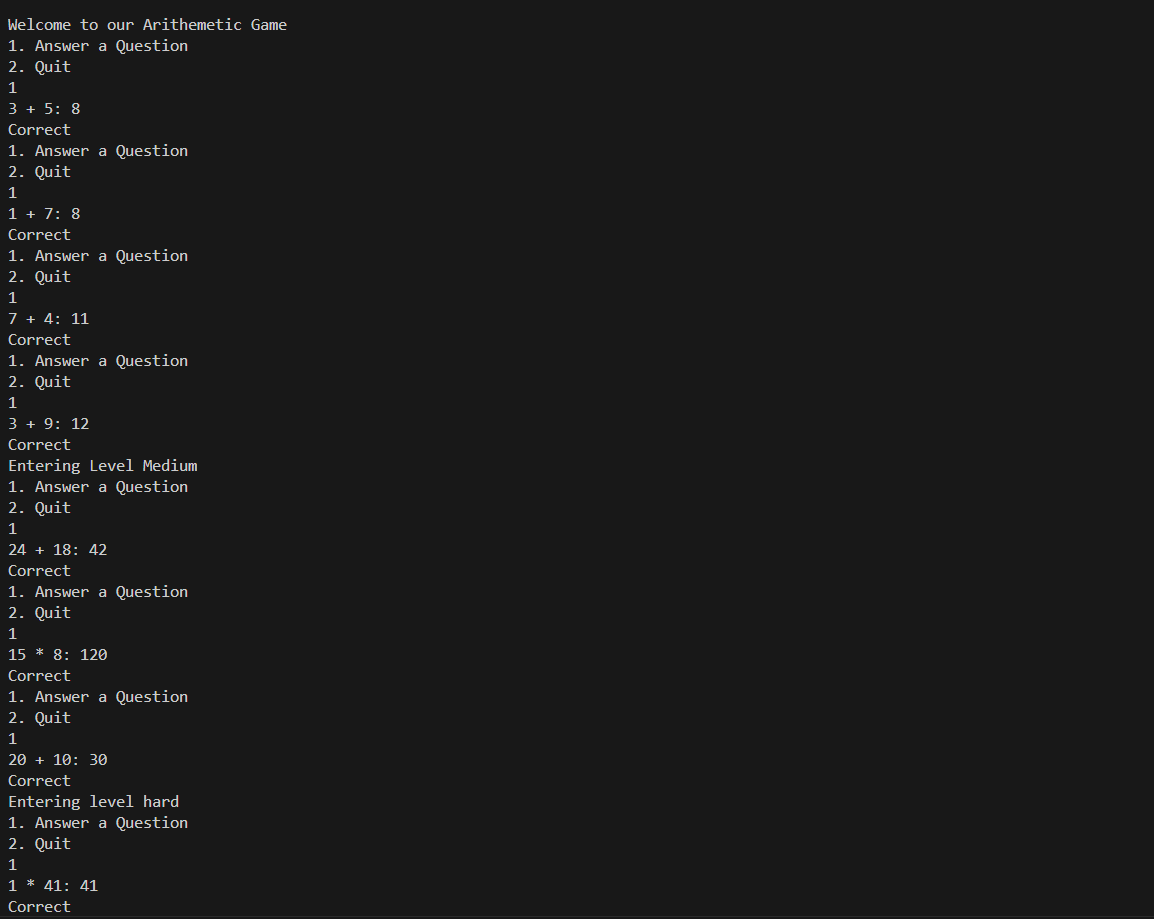 Welcome to our Arithemetic Game
1. Answer a Question
2. Quit
1
3 + 5: 8
Correct
1. Answer a Question
2. Quit
1
1 + 7: 8
Correct
1. Answer a Question
2. Quit
1
7 + 4: 11
Correct
1. Answer a Question
2. Quit
1
3 + 9: 12
Correct
Entering Level Medium
1. Answer a Question
2. Quit
1
24 + 18: 42
Correct
1. Answer a Question
2. Quit
1
15 * 8: 120
Correct
1. Answer a Question
2. Quit
1
20 + 10: 30
Correct
Entering level hard
1. Answer a Question
2. Quit
1
1 * 41: 41
Correct